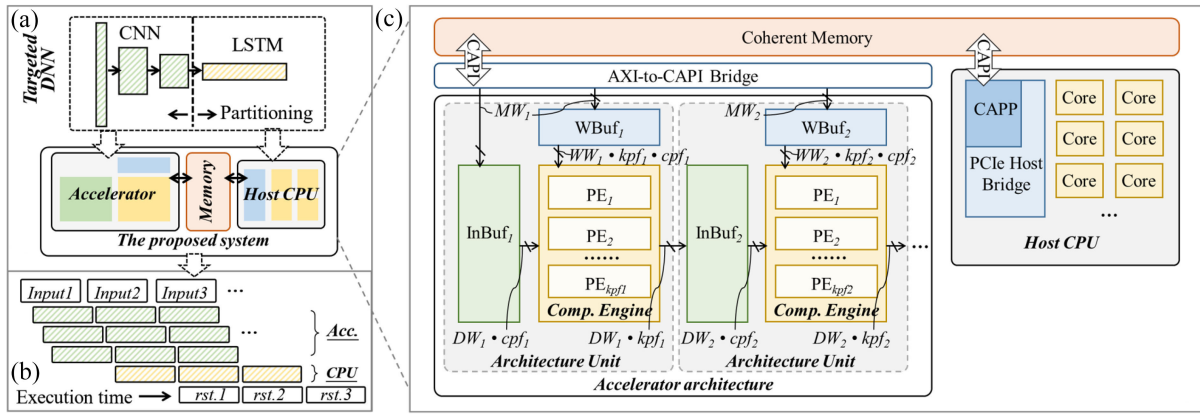 (a)
Targeted
DNN
CNN
LSTM
Partitioning
Accelerator
Memory
Host CPU
The proposed system
Input1 Input2 Input3 ...
... Acc.
(b)
CPU
Execution time rst.1 rst.2 rst.3
(c)
Coherent Memory
CAPI
CAPI
AXI-to-CAPI Bridge
MW1
WBuf1
WW1 • kpf1 • cpf1
InBuf1
PE1
PE2
......
PEkpf1
Comp. Engine
DW1 • cpf1
DW1 • kpf1
Architecture Unit
MW2
WBuf2
WW2 • kpf2 • cpf2
InBuf2
PE1
PE2
......
PEkpf2
Comp. Engine
...
DW2 • cpf2
DW2 • kpf2
Architecture Unit
Accelerator architecture
CAPP
PCIe Host
Bridge
Core Core
Core Core
Core Core
...
Host CPU